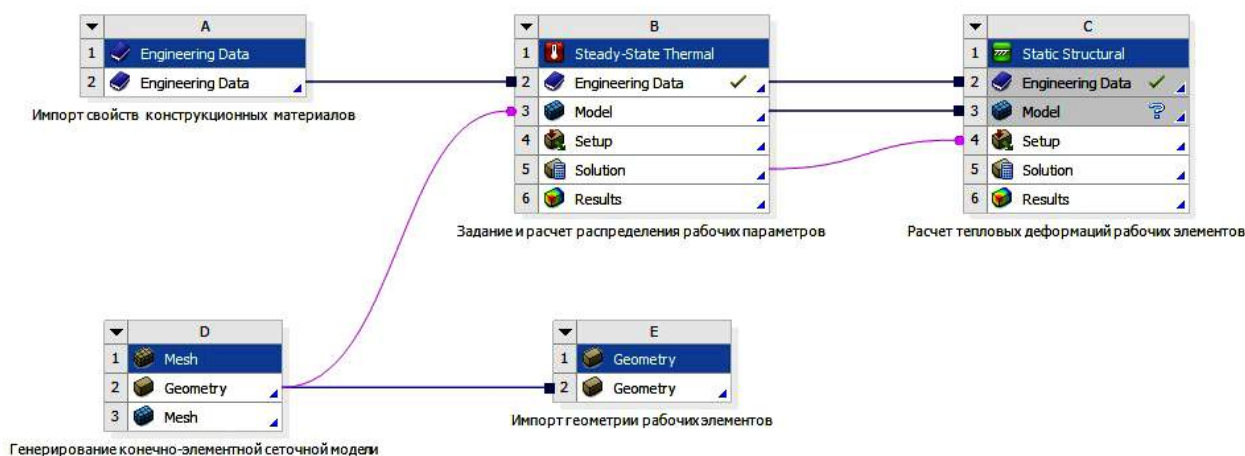 A
1 Engineering Data
2 Engineering Data
Импорт свойств конструкционных материалов
B
1 Steady-State Thermal
2 Engineering Data
3 Model
4 Setup
5 Solution
6 Results
Задание и расчет распределения рабочих параметров
C
1 Static Structural
2 Engineering Data
3 Model
4 Setup
5 Solution
6 Results
Расчет тепловых деформаций рабочих элементов
D
1 Mesh
2 Geometry
3 Mesh
Генерирование конечно-элементной сеточной модели
E
1 Geometry
2 Geometry
Импорт геометрии рабочих элементов